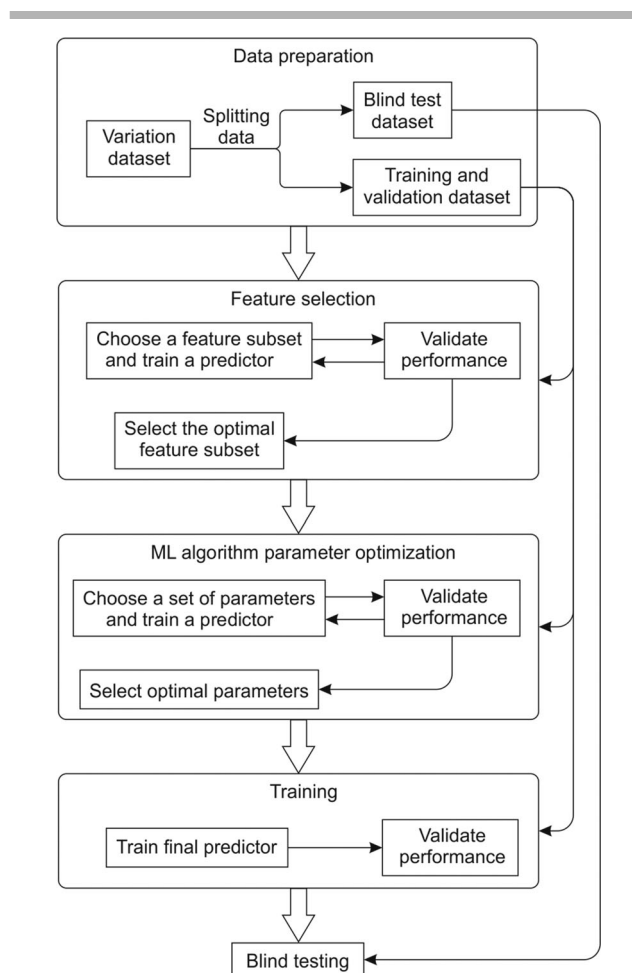 Data preparation
Variation
dataset
Splitting
data
Blind test
dataset
Training and
validation dataset
Feature selection
Choose a feature subset
and train a predictor
Validate
performance
Select the optimal
feature subset
ML algorithm parameter optimization
Choose a set of parameters
and train a predictor
Validate
performance
Select optimal parameters
Training
Train final predictor
Validate
performance
Blind testing